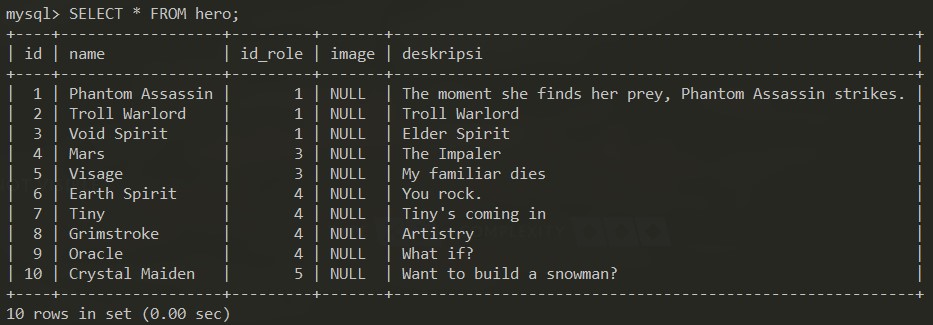 mysql> SELECT * FROM hero;
+----+------------------+---------+-------+-----------------------------------------------------+
| id | name             | id_role | image | deskripsi                                           |
+----+------------------+---------+-------+-----------------------------------------------------+
|  1 | Phantom Assassin |       1 | NULL  | The moment she finds her prey, Phantom Assassin strikes. |
|  2 | Troll Warlord    |       1 | NULL  | Troll Warlord                                       |
|  3 | Void Spirit      |       1 | NULL  | Elder Spirit                                        |
|  4 | Mars             |       3 | NULL  | The Impaler                                         |
|  5 | Visage           |       3 | NULL  | My familiar dies                                    |
|  6 | Earth Spirit     |       4 | NULL  | You rock.                                           |
|  7 | Tiny             |       4 | NULL  | Tiny's coming in                                    |
|  8 | Grimstroke       |       4 | NULL  | Artistry                                            |
|  9 | Oracle           |       4 | NULL  | What if?                                            |
| 10 | Crystal Maiden   |       5 | NULL  | Want to build a snowman?                            |
+----+------------------+---------+-------+-----------------------------------------------------+
10 rows in set (0.00 sec)